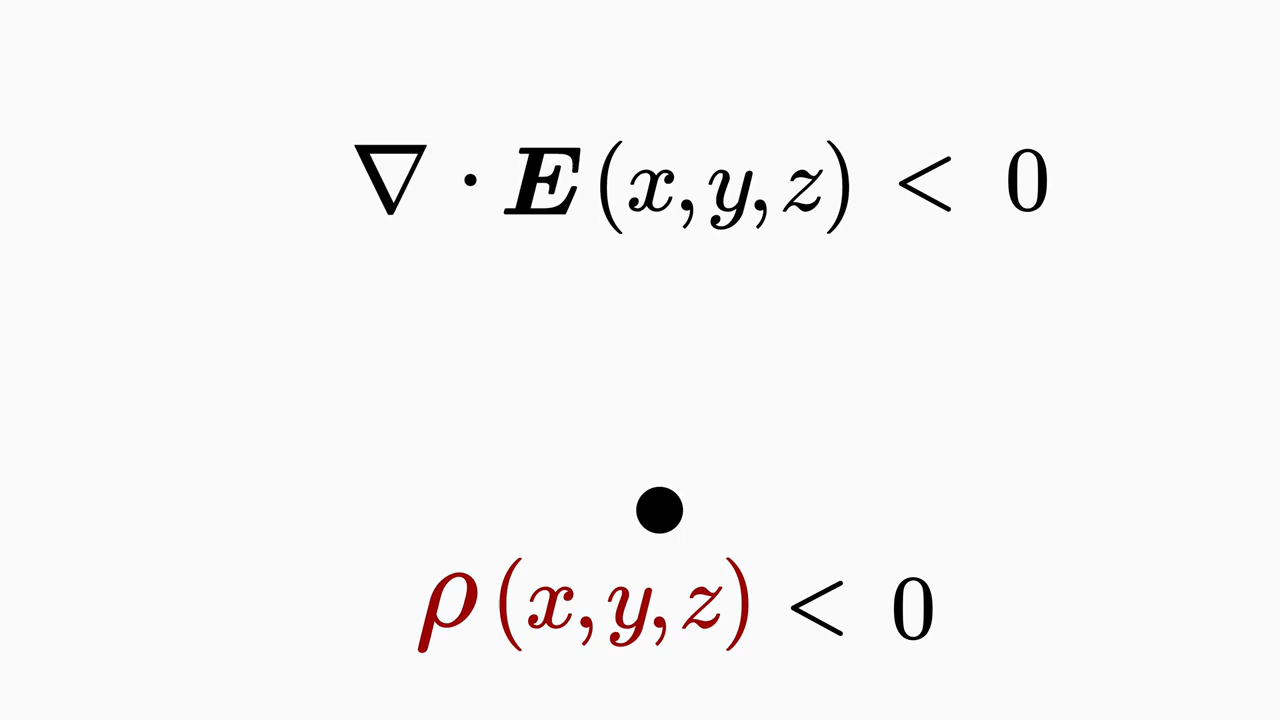 ∇ · E(x, y, z) < 0
ρ(x, y, z) < 0